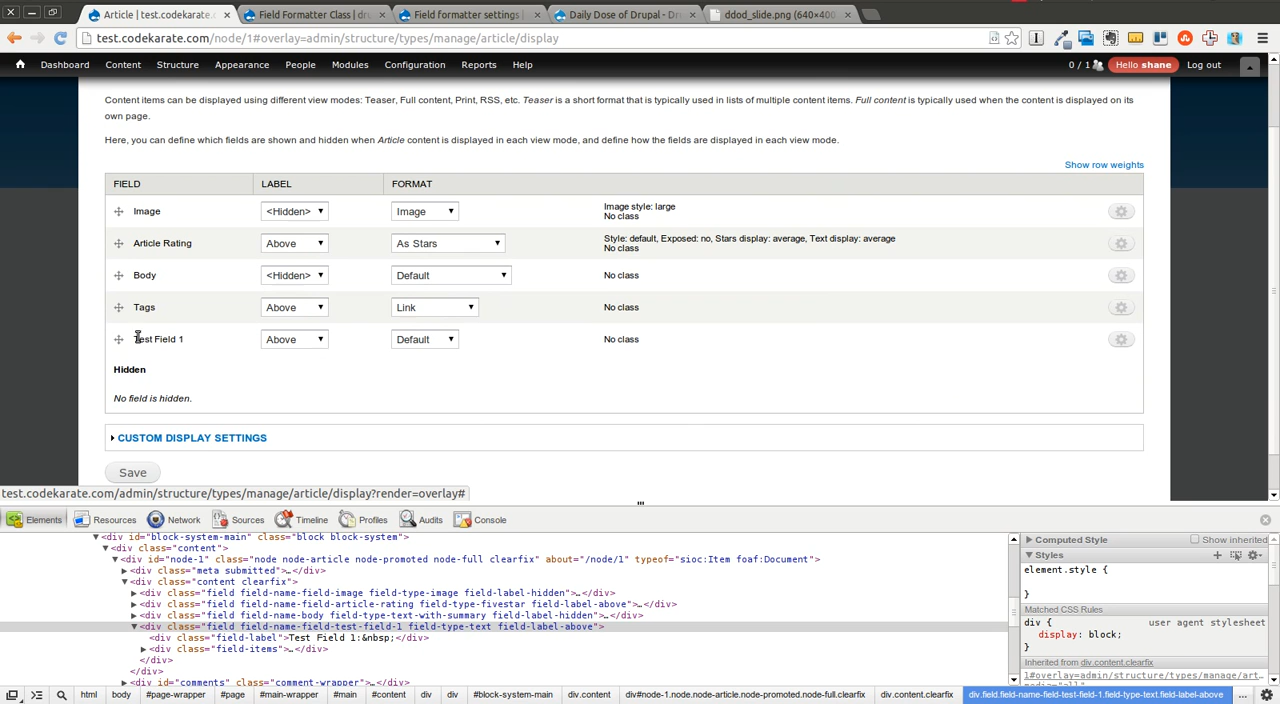 Article | test.codekarate. Field Formatter Class | dru Field formatter settings | Daily Dose of Drupal - Dr ddod_slide.png (640×400
test.codekarate.com/node/1#overlay=admin/structure/types/manage/article/display
Dashboard Content Structure Appearance People Modules Configuration Reports Help 0 / 1 Hello shane Log out
Content items can be displayed using different view modes: Teaser, Full content, Print, RSS, etc. Teaser is a short format that is typically used in lists of multiple content items. Full content is typically used when the content is displayed on its
own page.
Here, you can define which fields are shown and hidden when Article content is displayed in each view mode, and define how the fields are displayed in each view mode.
Show row weights
FIELD LABEL FORMAT
Image <Hidden> Image Image style: large
No class
Article Rating Above As Stars Style: default, Exposed: no, Stars display: average, Text display: average
No class
Body <Hidden> Default No class
Tags Above Link No class
Test Field 1 Above Default No class
Hidden
No field is hidden.
CUSTOM DISPLAY SETTINGS
Save
test.codekarate.com/admin/structure/types/manage/article/display?render=overlay#
Elements Resources Network Sources Timeline Profiles Audits Console
<div id="block-system-main" class="block block-system">
<div class="content">
<div id="node-1" class="node node-article node-promoted node-full clearfix" about="/node/1" typeof="sioc:Item foaf:Document">
<div class="meta submitted">…</div>
<div class="content clearfix">
<div class="field field-name-field-image field-type-image field-label-hidden">…</div>
<div class="field field-name-field-article-rating field-type-fivestar field-label-above">…</div>
<div class="field field-name-body field-type-text-with-summary field-label-hidden">…</div>
<div class="field field-name-field-test-field-1 field-type-text field-label-above">
<div class="field-label">Test Field 1:&nbsp;</div>
<div class="field-items">…</div>
</div>
</div>
<div id="comments" class="comment-wrapper">…</div>
Computed Style Show inherited
Styles
element.style {
}
Matched CSS Rules
div { user agent stylesheet
display: block;
}
Inherited from div.content.clearfix
1#overlay=admin/structure/types/manage/art…
html body #page-wrapper #page #main-wrapper #main #content div div #block-system-main div.content div#node-1.node.node-article.node-promoted.node-full.clearfix div.content.clearfix div.field.field-name-field-test-field-1.field-type-text.field-label-above ...